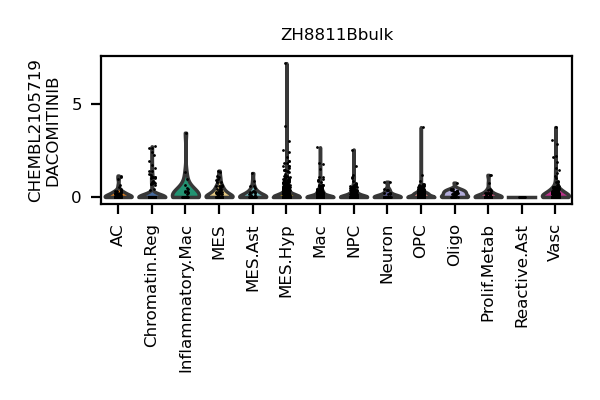 ZH8811Bbulk
CHEMBL2105719
DACOMITINIB
5
0
AC
Chromatin.Reg
Inflammatory.Mac
MES
MES.Ast
MES.Hyp
Mac
NPC
Neuron
OPC
Oligo
Prolif.Metab
Reactive.Ast
Vasc